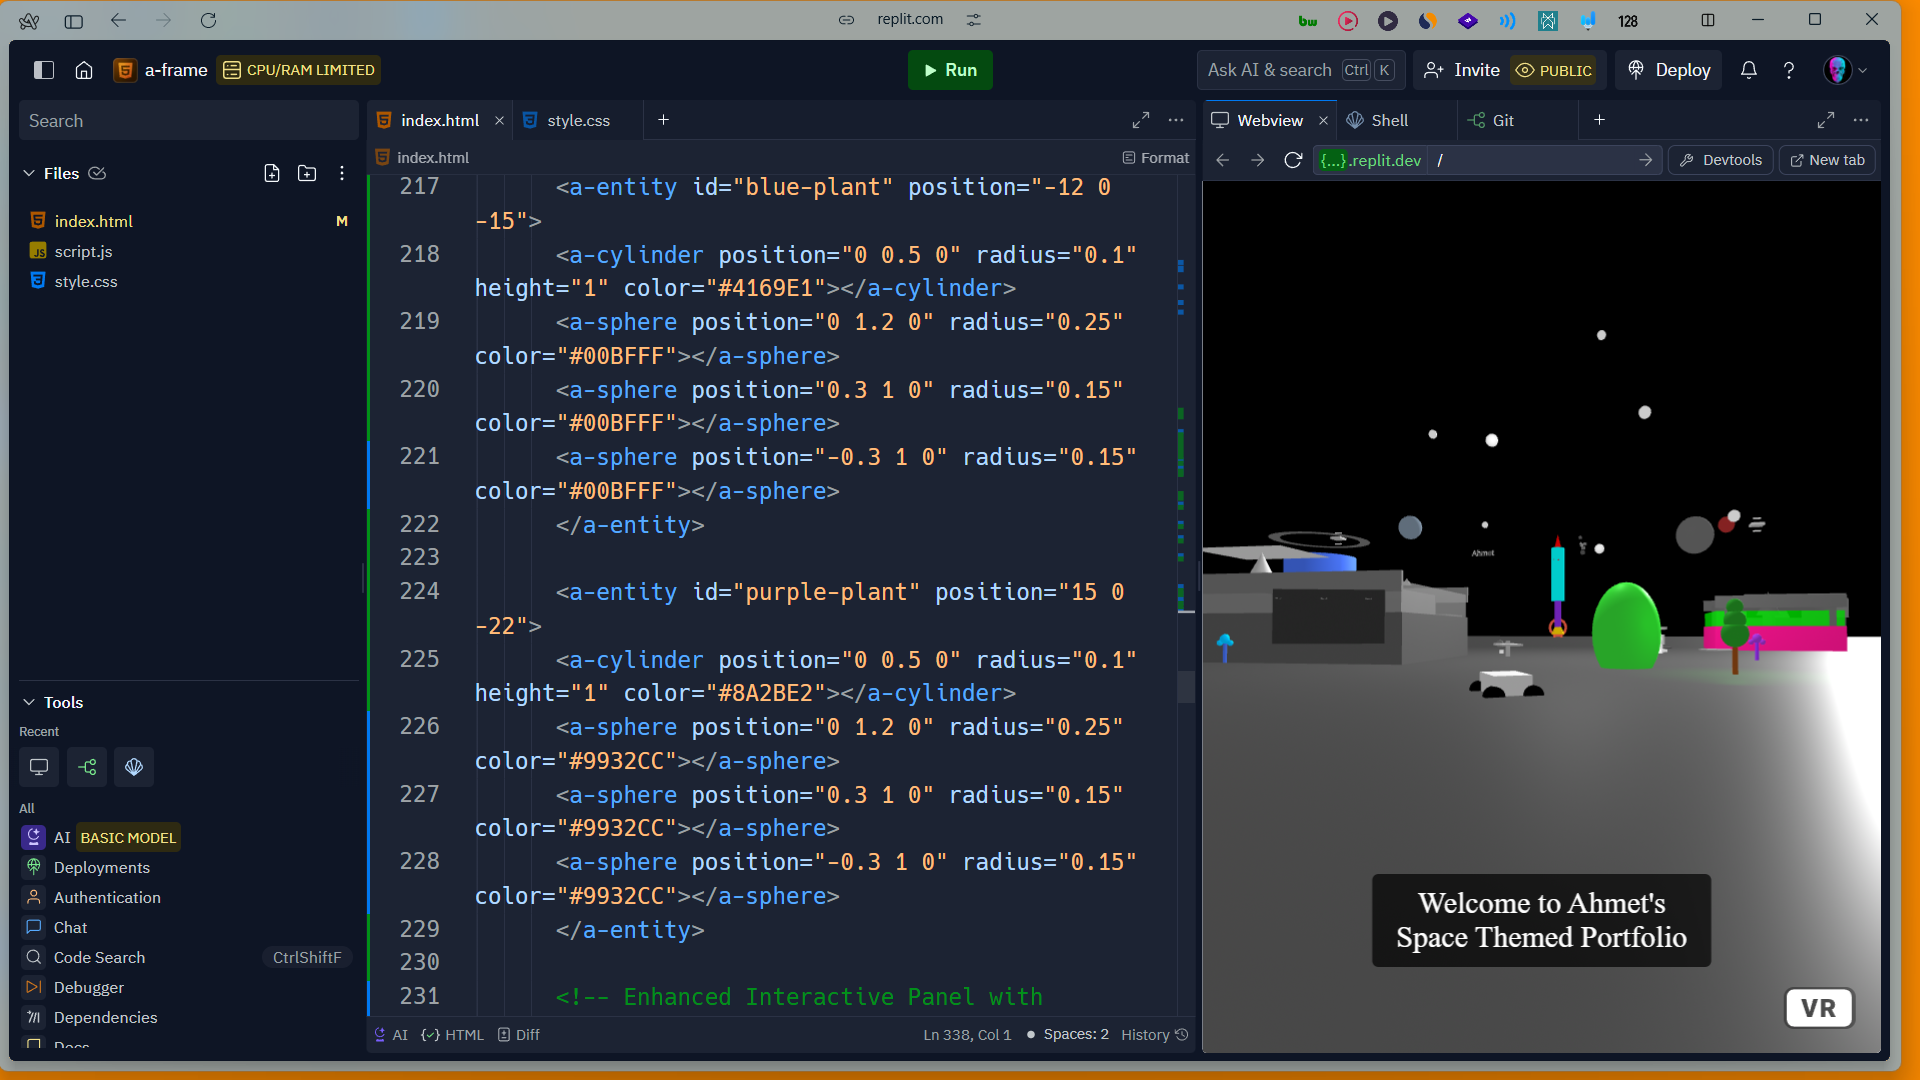 replit.com
bw
128
a-frame
CPU/RAM LIMITED
Run
Ask AI & search
Ctrl
K
Invite
PUBLIC
Deploy
Search
Files
index.html
M
JS
script.js
style.css
Tools
Recent
All
AI
BASIC MODEL
Deployments
Authentication
Chat
Code Search
CtrlShiftF
Debugger
Dependencies
Docs
index.html
style.css
index.html
Format
217 <a-entity id="blue-plant" position="-12 0
-15">
218 <a-cylinder position="0 0.5 0" radius="0.1"
height="1" color="#4169E1"></a-cylinder>
219 <a-sphere position="0 1.2 0" radius="0.25"
color="#00BFFF"></a-sphere>
220 <a-sphere position="0.3 1 0" radius="0.15"
color="#00BFFF"></a-sphere>
221 <a-sphere position="-0.3 1 0" radius="0.15"
color="#00BFFF"></a-sphere>
222 </a-entity>
223
224 <a-entity id="purple-plant" position="15 0
-22">
225 <a-cylinder position="0 0.5 0" radius="0.1"
height="1" color="#8A2BE2"></a-cylinder>
226 <a-sphere position="0 1.2 0" radius="0.25"
color="#9932CC"></a-sphere>
227 <a-sphere position="0.3 1 0" radius="0.15"
color="#9932CC"></a-sphere>
228 <a-sphere position="-0.3 1 0" radius="0.15"
color="#9932CC"></a-sphere>
229 </a-entity>
230
231 <!-- Enhanced Interactive Panel with
AI
HTML
Diff
Ln 338, Col 1
Spaces: 2
History
Webview
Shell
Git
{...}.replit.dev
/
Devtools
New tab
Ahmet
Welcome to Ahmet's
Space Themed Portfolio
VR